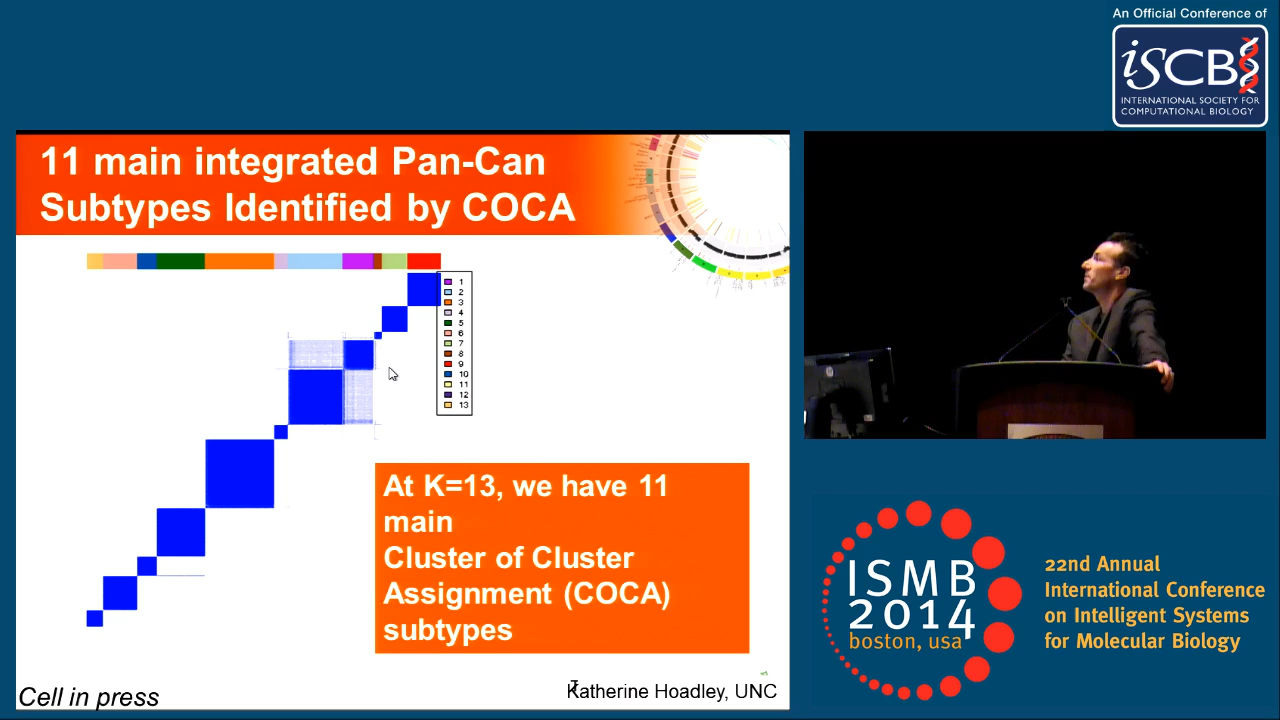 An Official Conference of
iSCB
INTERNATIONAL SOCIETY FOR
COMPUTATIONAL BIOLOGY
11 main integrated Pan-Can
Subtypes Identified by COCA
1
2
3
4
5
6
7
8
9
10
11
12
13
At K=13, we have 11
main
Cluster of Cluster
Assignment (COCA)
subtypes
Cell in press
7
Katherine Hoadley, UNC
hp
ISMB
2014
boston, usa
22nd Annual
International Conference
on Intelligent Systems
for Molecular Biology